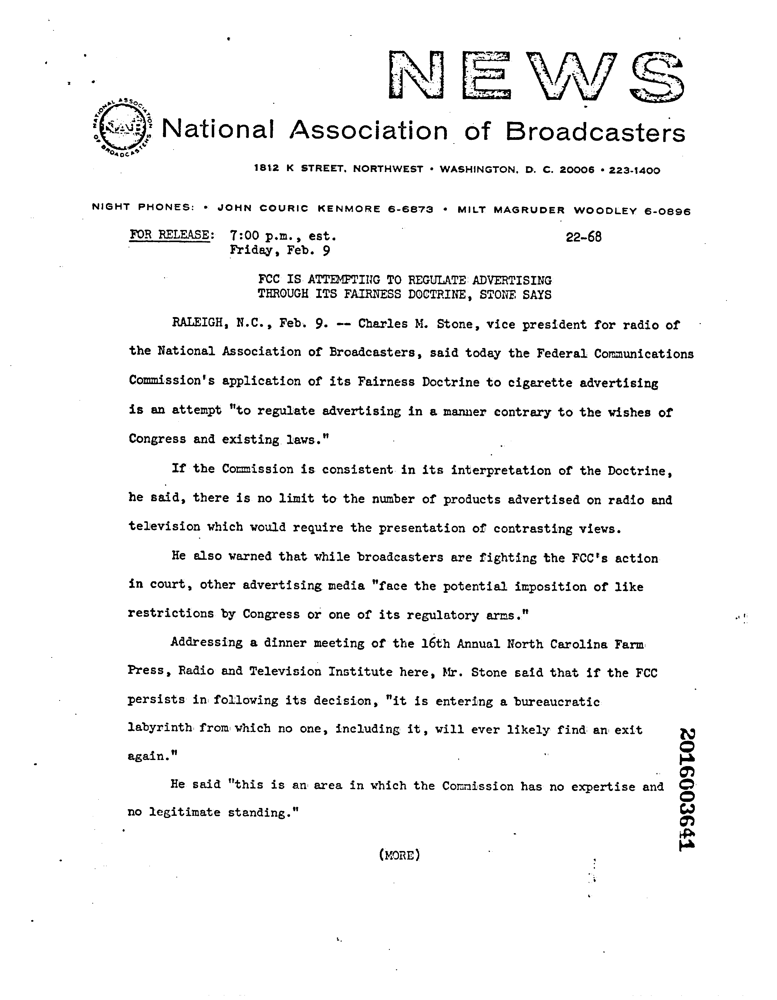 NEWS
NATIONAL ASSOCIATION OF BROADCASTERS
NAB
National Association of Broadcasters
1812 K STREET, NORTHWEST • WASHINGTON, D. C. 20006 • 223-1400
NIGHT PHONES: • JOHN COURIC KENMORE 6-6873 • MILT MAGRUDER WOODLEY 6-0896
FOR RELEASE: 7:00 p.m., est. 22-68
Friday, Feb. 9
FCC IS ATTEMPTING TO REGULATE ADVERTISING
THROUGH ITS FAIRNESS DOCTRINE, STONE SAYS
RALEIGH, N.C., Feb. 9. -- Charles M. Stone, vice president for radio of
the National Association of Broadcasters, said today the Federal Communications
Commission's application of its Fairness Doctrine to cigarette advertising
is an attempt "to regulate advertising in a manner contrary to the wishes of
Congress and existing laws."
If the Commission is consistent in its interpretation of the Doctrine,
he said, there is no limit to the number of products advertised on radio and
television which would require the presentation of contrasting views.
He also warned that while broadcasters are fighting the FCC's action
in court, other advertising media "face the potential imposition of like
restrictions by Congress or one of its regulatory arms."
Addressing a dinner meeting of the 16th Annual North Carolina Farm
Press, Radio and Television Institute here, Mr. Stone said that if the FCC
persists in following its decision, "it is entering a bureaucratic
labyrinth from which no one, including it, will ever likely find an exit
again."
He said "this is an area in which the Commission has no expertise and
no legitimate standing."
(MORE)
2016003641